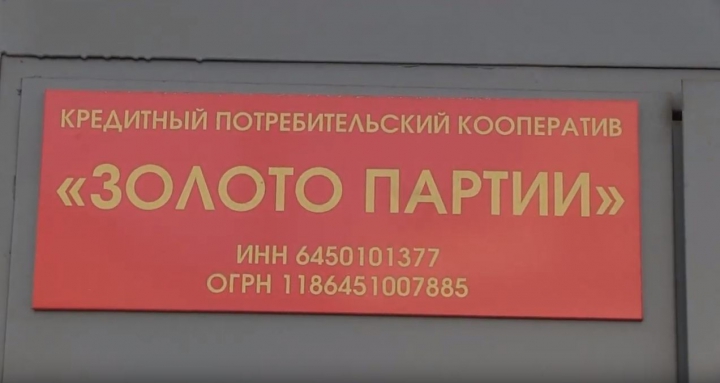 КРЕДИТНЫЙ ПОТРЕБИТЕЛЬСКИЙ КООПЕРАТИВ
«ЗОЛОТО ПАРТИИ»
ИНН 6450101377
ОГРН 1186451007885